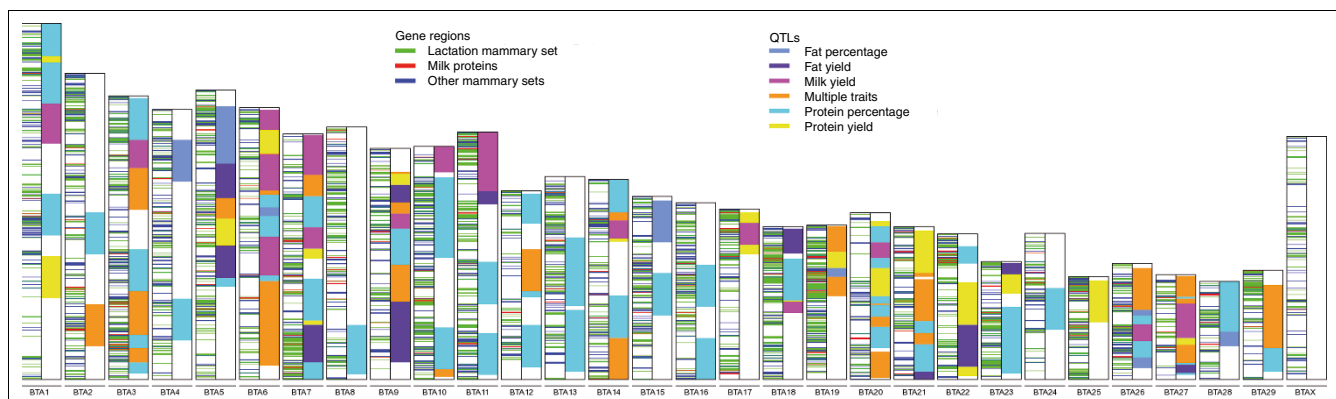 Gene regions
Lactation mammary set
Milk proteins
Other mammary sets
QTLs
Fat percentage
Fat yield
Milk yield
Multiple traits
Protein percentage
Protein yield
BTA1 BTA2 BTA3 BTA4 BTA5 BTA6 BTA7 BTA8 BTA9 BTA10 BTA11 BTA12 BTA13 BTA14 BTA15 BTA16 BTA17 BTA18 BTA19 BTA20 BTA21 BTA22 BTA23 BTA24 BTA25 BTA26 BTA27 BTA28 BTA29 BTAX